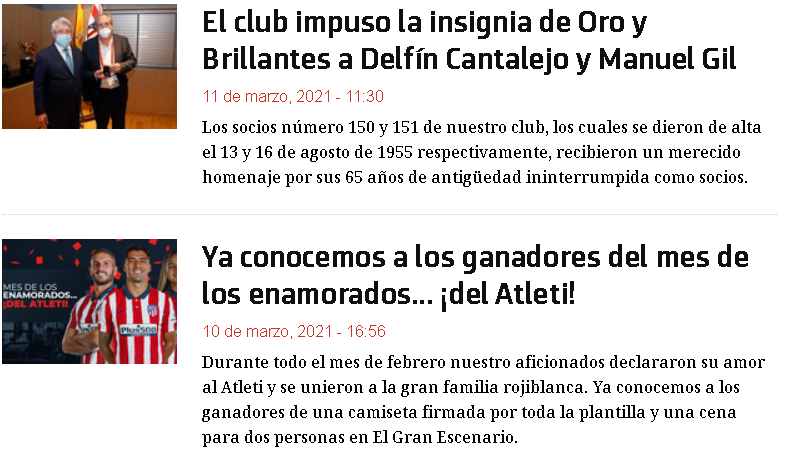 El club impuso la insignia de Oro y
Brillantes a Delfín Cantalejo y Manuel Gil
11 de marzo, 2021 - 11:30
Los socios número 150 y 151 de nuestro club, los cuales se dieron de alta
el 13 y 16 de agosto de 1955 respectivamente, recibieron un merecido
homenaje por sus 65 años de antigüedad ininterrumpida como socios.
MES DE LOS
ENAMORADOS...
¡DEL ATLETI!
Plus500
Plus500
Ya conocemos a los ganadores del mes de
los enamorados... ¡del Atleti!
10 de marzo, 2021 - 16:56
Durante todo el mes de febrero nuestro aficionados declararon su amor
al Atleti y se unieron a la gran familia rojiblanca. Ya conocemos a los
ganadores de una camiseta firmada por toda la plantilla y una cena
para dos personas en El Gran Escenario.